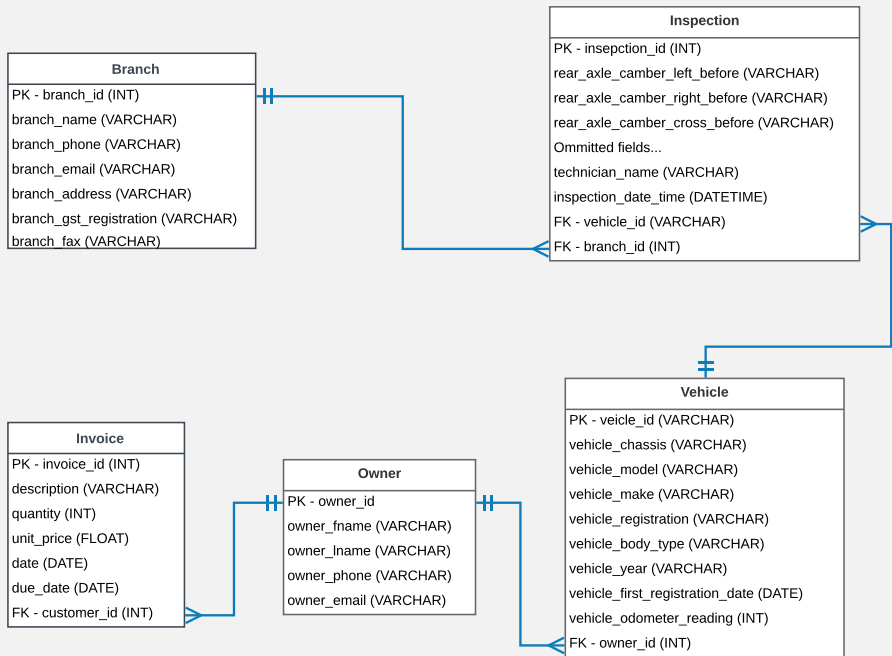 Branch
PK - branch_id (INT)
branch_name (VARCHAR)
branch_phone (VARCHAR)
branch_email (VARCHAR)
branch_address (VARCHAR)
branch_gst_registration (VARCHAR)
branch_fax (VARCHAR)
Inspection
PK - insepction_id (INT)
rear_axle_camber_left_before (VARCHAR)
rear_axle_camber_right_before (VARCHAR)
rear_axle_camber_cross_before (VARCHAR)
Ommitted fields...
technician_name (VARCHAR)
inspection_date_time (DATETIME)
FK - vehicle_id (VARCHAR)
FK - branch_id (INT)
Invoice
PK - invoice_id (INT)
description (VARCHAR)
quantity (INT)
unit_price (FLOAT)
date (DATE)
due_date (DATE)
FK - customer_id (INT)
Owner
PK - owner_id
owner_fname (VARCHAR)
owner_lname (VARCHAR)
owner_phone (VARCHAR)
owner_email (VARCHAR)
Vehicle
PK - veicle_id (VARCHAR)
vehicle_chassis (VARCHAR)
vehicle_model (VARCHAR)
vehicle_make (VARCHAR)
vehicle_registration (VARCHAR)
vehicle_body_type (VARCHAR)
vehicle_year (VARCHAR)
vehicle_first_registration_date (DATE)
vehicle_odometer_reading (INT)
FK - owner_id (INT)